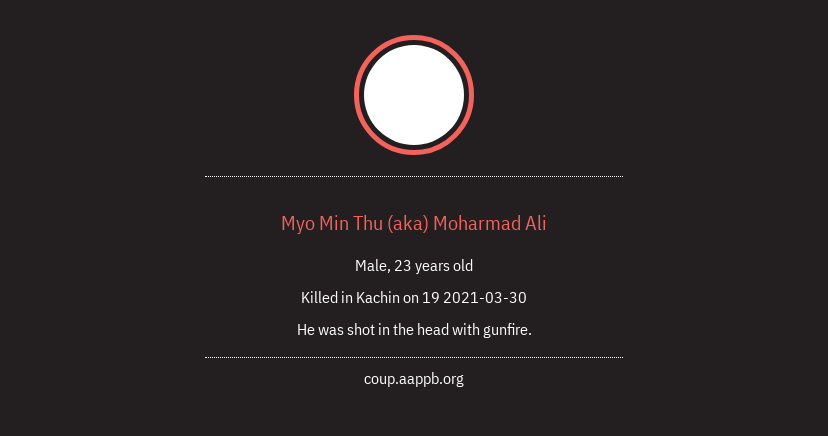 Myo Min Thu (aka) Moharmad Ali
Male, 23 years old
Killed in Kachin on 19 2021-03-30
He was shot in the head with gunfire.
coup.aappb.org